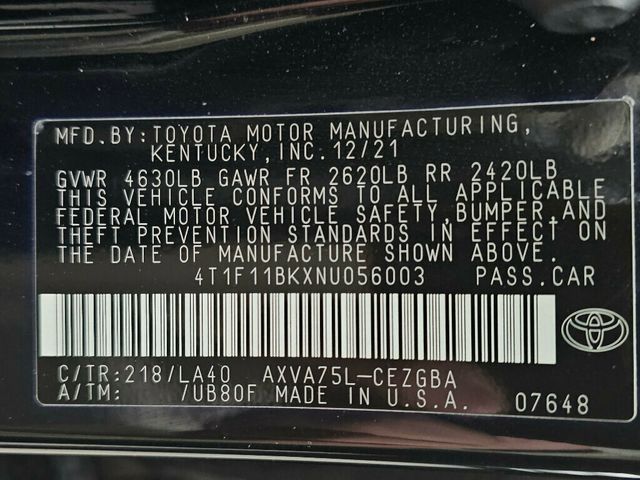 MFD.BY:TOYOTA MOTOR MANUFACTURING,
KENTUCKY,INC.12/21
GVWR 4630LB GAWR FR 2620LB RR 2420LB
THIS VEHICLE CONFORMS TO ALL APPLICABLE
FEDERAL MOTOR VEHICLE SAFETY,BUMPER,AND
THEFT PREVENTION STANDARDS IN EFFECT ON
THE DATE OF MANUFACTURE SHOWN ABOVE.
4T1F11BKXNU056003 PASS.CAR
C/TR:218/LA40 AXVA75L-CEZGBA
A/TM: /UB80F MADE IN U.S.A. 07648